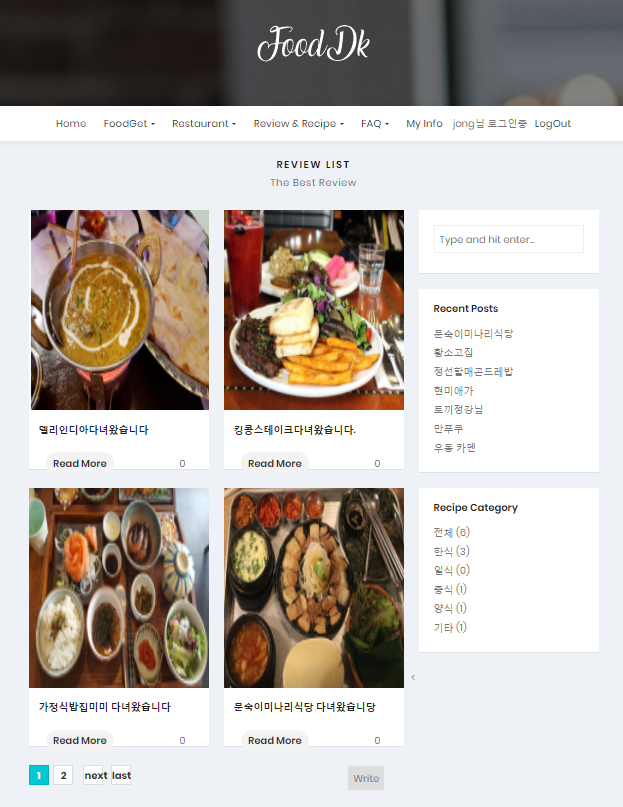 Food Dk
Home FoodGet Restaurant Review & Recipe FAQ My Info jong님 로그인중 LogOut
REVIEW LIST
The Best Review
델리인디아다녀왔습니다
Read More 0
킹콩스테이크다녀왔습니다.
Read More 0
가정식밥집미미 다녀왔습니다
Read More 0
문숙이미나리식당 다녀왔습니당
Read More 0
1 2 next last
Write
Type and hit enter...
Recent Posts
문숙이미나리식당
황소고집
정선할매곤드레밥
현미애가
토끼정강님
만푸쿠
우동 카덴
Recipe Category
전체 (6)
한식 (3)
일식 (0)
중식 (1)
양식 (1)
기타 (1)
<